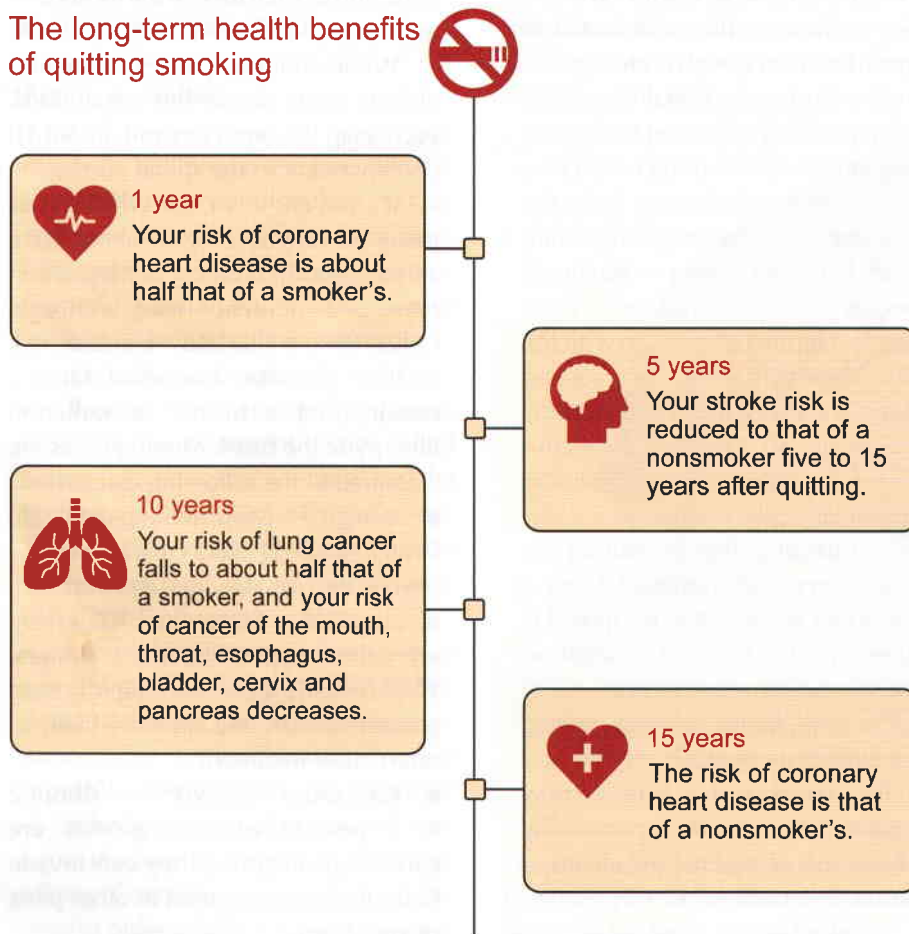 The long-term health benefits
of quitting smoking
1 year
Your risk of coronary
heart disease is about
half that of a smoker's.
5 years
Your stroke risk is
reduced to that of a
nonsmoker five to 15
years after quitting.
10 years
Your risk of lung cancer
falls to about half that of
a smoker, and your risk
of cancer of the mouth,
throat, esophagus,
bladder, cervix and
pancreas decreases.
15 years
The risk of coronary
heart disease is that
of a nonsmoker's.